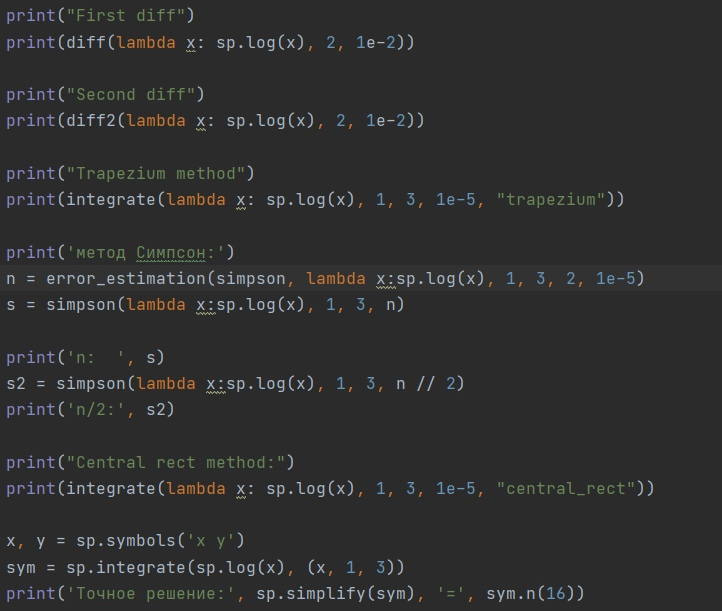 print("First diff")
print(diff(lambda x: sp.log(x), 2, 1e-2))
print("Second diff")
print(diff2(lambda x: sp.log(x), 2, 1e-2))
print("Trapezium method")
print(integrate(lambda x: sp.log(x), 1, 3, 1e-5, "trapezium"))
print('метод Симпсон:')
n = error_estimation(simpson, lambda x:sp.log(x), 1, 3, 2, 1e-5)
s = simpson(lambda x:sp.log(x), 1, 3, n)
print('n:  ', s)
s2 = simpson(lambda x:sp.log(x), 1, 3, n // 2)
print('n/2:', s2)
print("Central rect method:")
print(integrate(lambda x: sp.log(x), 1, 3, 1e-5, "central_rect"))
x, y = sp.symbols('x y')
sym = sp.integrate(sp.log(x), (x, 1, 3))
print('Точное решение:', sp.simplify(sym), '=', sym.n(16))